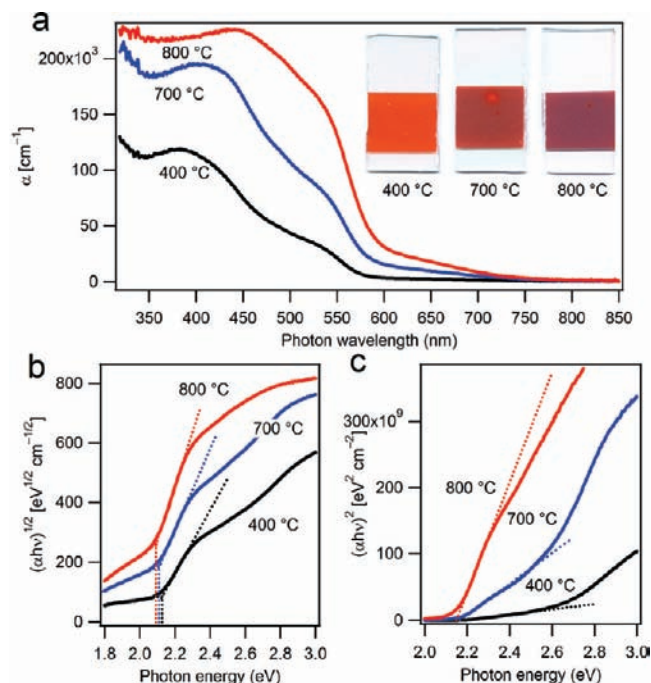 a
α [cm⁻¹]
200x10³
150
100
50
0
800 °C
700 °C
400 °C
400 °C
700 °C
800 °C
350
400
450
500
550
600
650
700
750
800
850
Photon wavelength (nm)
b
(αhν)^1/2 [eV^1/2 cm^-1/2]
800
600
400
200
0
800 °C
700 °C
400 °C
1.8
2.0
2.2
2.4
2.6
2.8
3.0
Photon energy (eV)
c
(αhν)² [eV² cm⁻²]
300x10⁹
200
100
0
800 °C
700 °C
400 °C
2.0
2.2
2.4
2.6
2.8
3.0
Photon energy (eV)